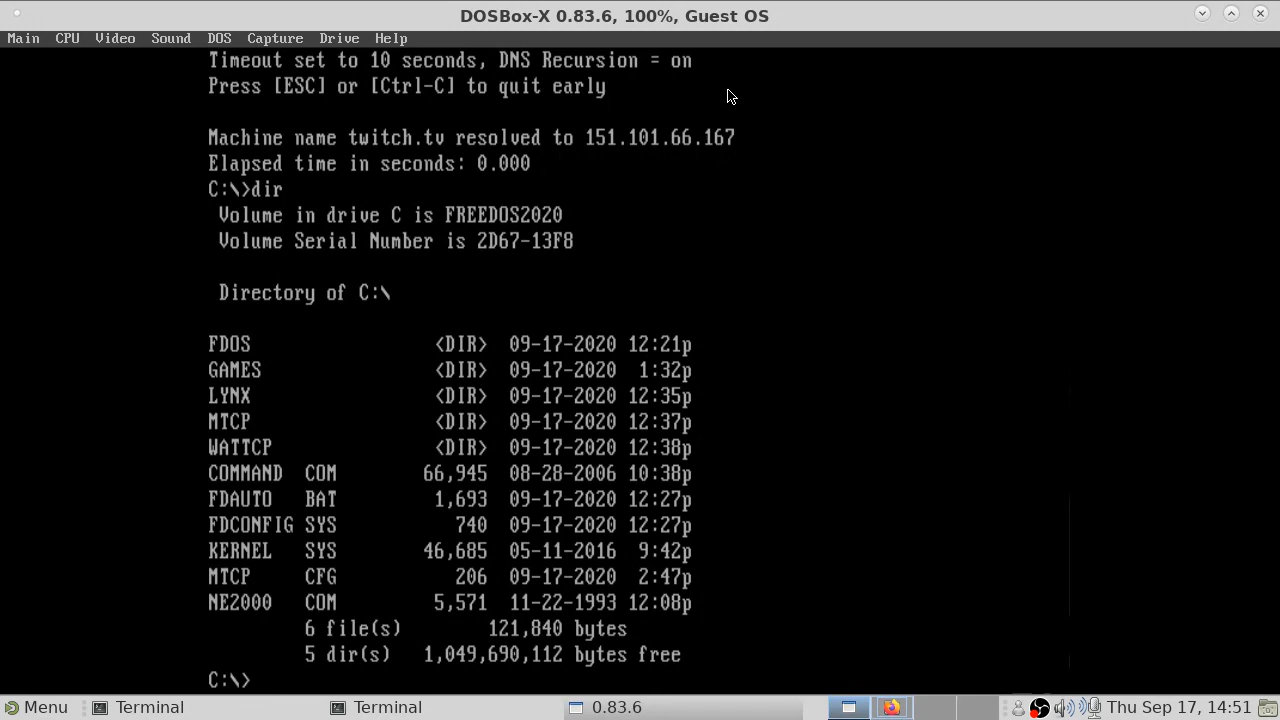 DOSBox-X 0.83.6, 100%, Guest OS
Main CPU Video Sound DOS Capture Drive Help
Timeout set to 10 seconds, DNS Recursion = on
Press [ESC] or [Ctrl-C] to quit early
Machine name twitch.tv resolved to 151.101.66.167
Elapsed time in seconds: 0.000
C:\>dir
Volume in drive C is FREEDOS2020
Volume Serial Number is 2D67-13F8
Directory of C:\
FDOS <DIR> 09-17-2020 12:21p
GAMES <DIR> 09-17-2020 1:32p
LYNX <DIR> 09-17-2020 12:35p
MTCP <DIR> 09-17-2020 12:37p
WATTCP <DIR> 09-17-2020 12:38p
COMMAND COM 66,945 08-28-2006 10:38p
FDAUTO BAT 1,693 09-17-2020 12:27p
FDCONFIG SYS 740 09-17-2020 12:27p
KERNEL SYS 46,685 05-11-2016 9:42p
MTCP CFG 206 09-17-2020 2:47p
NE2000 COM 5,571 11-22-1993 12:08p
6 file(s) 121,840 bytes
5 dir(s) 1,049,690,112 bytes free
C:\>
Menu Terminal Terminal 0.83.6 Thu Sep 17, 14:51